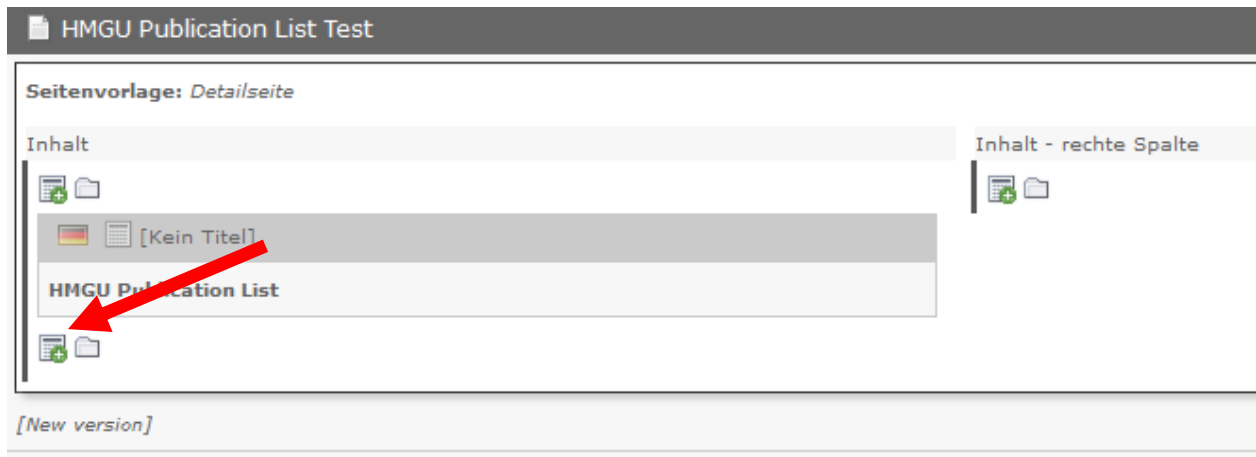 HMGU Publication List Test
Seitenvorlage: Detailseite
Inhalt
[Kein Titel]
HMGU Publication List
Inhalt - rechte Spalte
[New version]